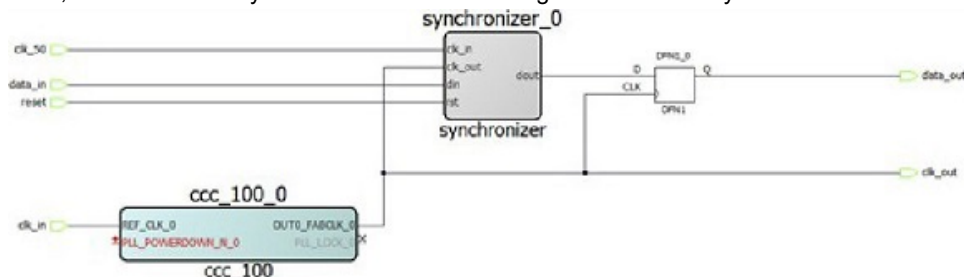 synchronizer_0
clk_50
clk_in
clk_out
data_in
din
dout
reset
rst
synchronizer
DFN1_0
D
Q
CLK
DFN1
data_out
clk_out
ccc_100_0
clk_in
REF_CLK_0
OUT0_FABCLK_0
PLL_POWERDOWN_N_0
PLL_LOCK_0
ccc_100